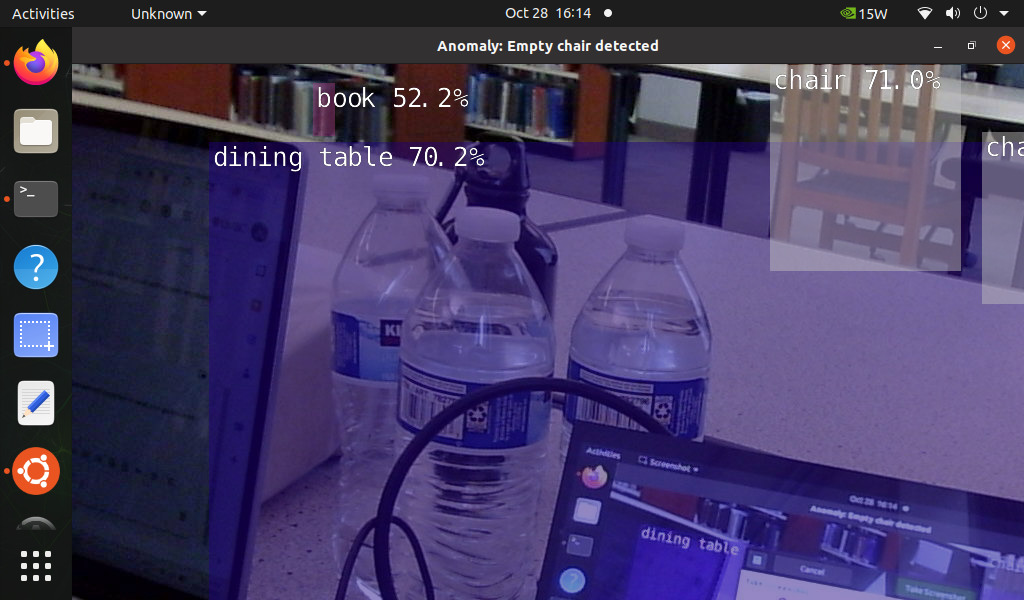 Activities
Unknown
Oct 28 16:14
15W
Anomaly: Empty chair detected
book 52.2%
chair 71.0%
dining table 70.2%
cha
KI
Activities
Screenshot
Oct 28 16:14
Anomaly: Empty chair detected
dining table
chair
Cancel
Take Screenshot